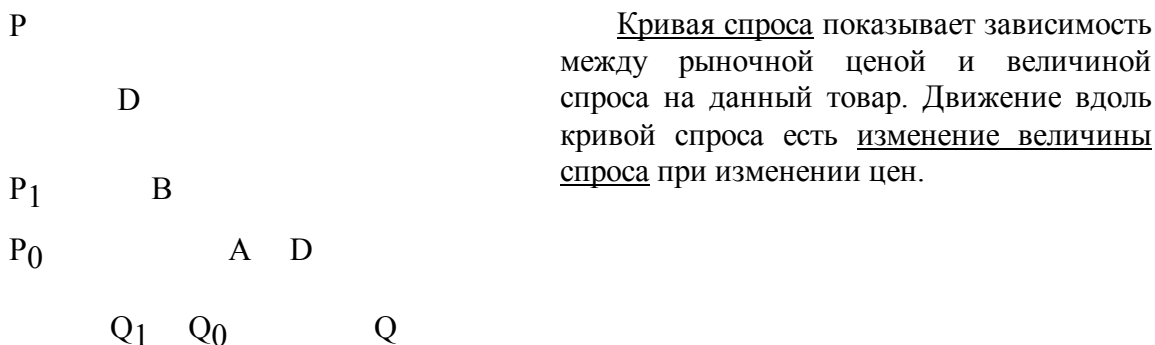 P
D
P1 B
P0 A D
Q1 Q0 Q
Кривая спроса показывает зависимость
между рыночной ценой и величиной
спроса на данный товар. Движение вдоль
кривой спроса есть изменение величины
спроса при изменении цен.